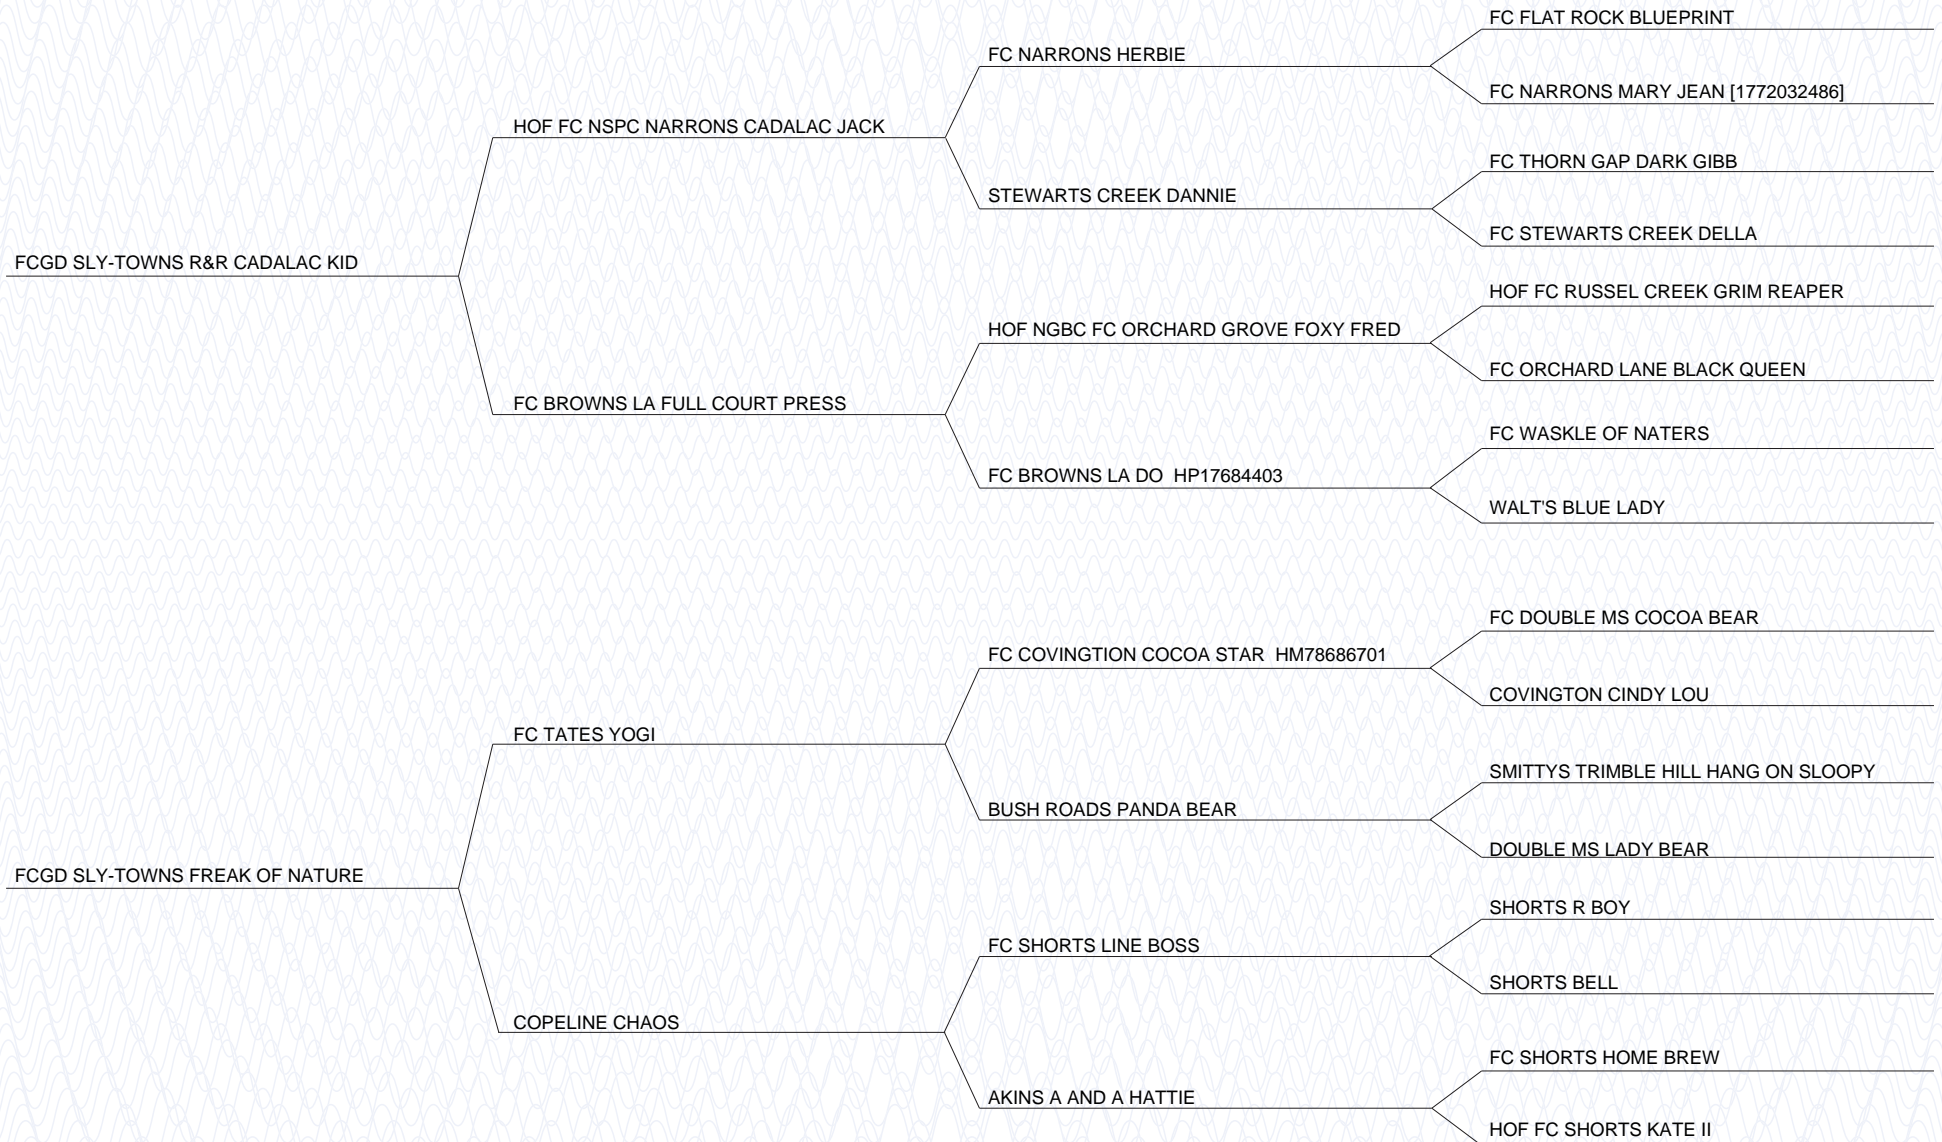 FC FLAT ROCK BLUEPRINT
FC NARRONS HERBIE
FC NARRONS MARY JEAN [1772032486]
HOF FC NSPC NARRONS CADALAC JACK
FC THORN GAP DARK GIBB
STEWARTS CREEK DANNIE
FC STEWARTS CREEK DELLA
FCGD SLY-TOWNS R&R CADALAC KID
HOF FC RUSSEL CREEK GRIM REAPER
HOF NGBC FC ORCHARD GROVE FOXY FRED
FC ORCHARD LANE BLACK QUEEN
FC BROWNS LA FULL COURT PRESS
FC WASKLE OF NATERS
FC BROWNS LA DO  HP17684403
WALT'S BLUE LADY
FC DOUBLE MS COCOA BEAR
FC COVINGTION COCOA STAR  HM78686701
COVINGTON CINDY LOU
FC TATES YOGI
SMITTYS TRIMBLE HILL HANG ON SLOOPY
BUSH ROADS PANDA BEAR
DOUBLE MS LADY BEAR
FCGD SLY-TOWNS FREAK OF NATURE
SHORTS R BOY
FC SHORTS LINE BOSS
SHORTS BELL
COPELINE CHAOS
FC SHORTS HOME BREW
AKINS A AND A HATTIE
HOF FC SHORTS KATE II